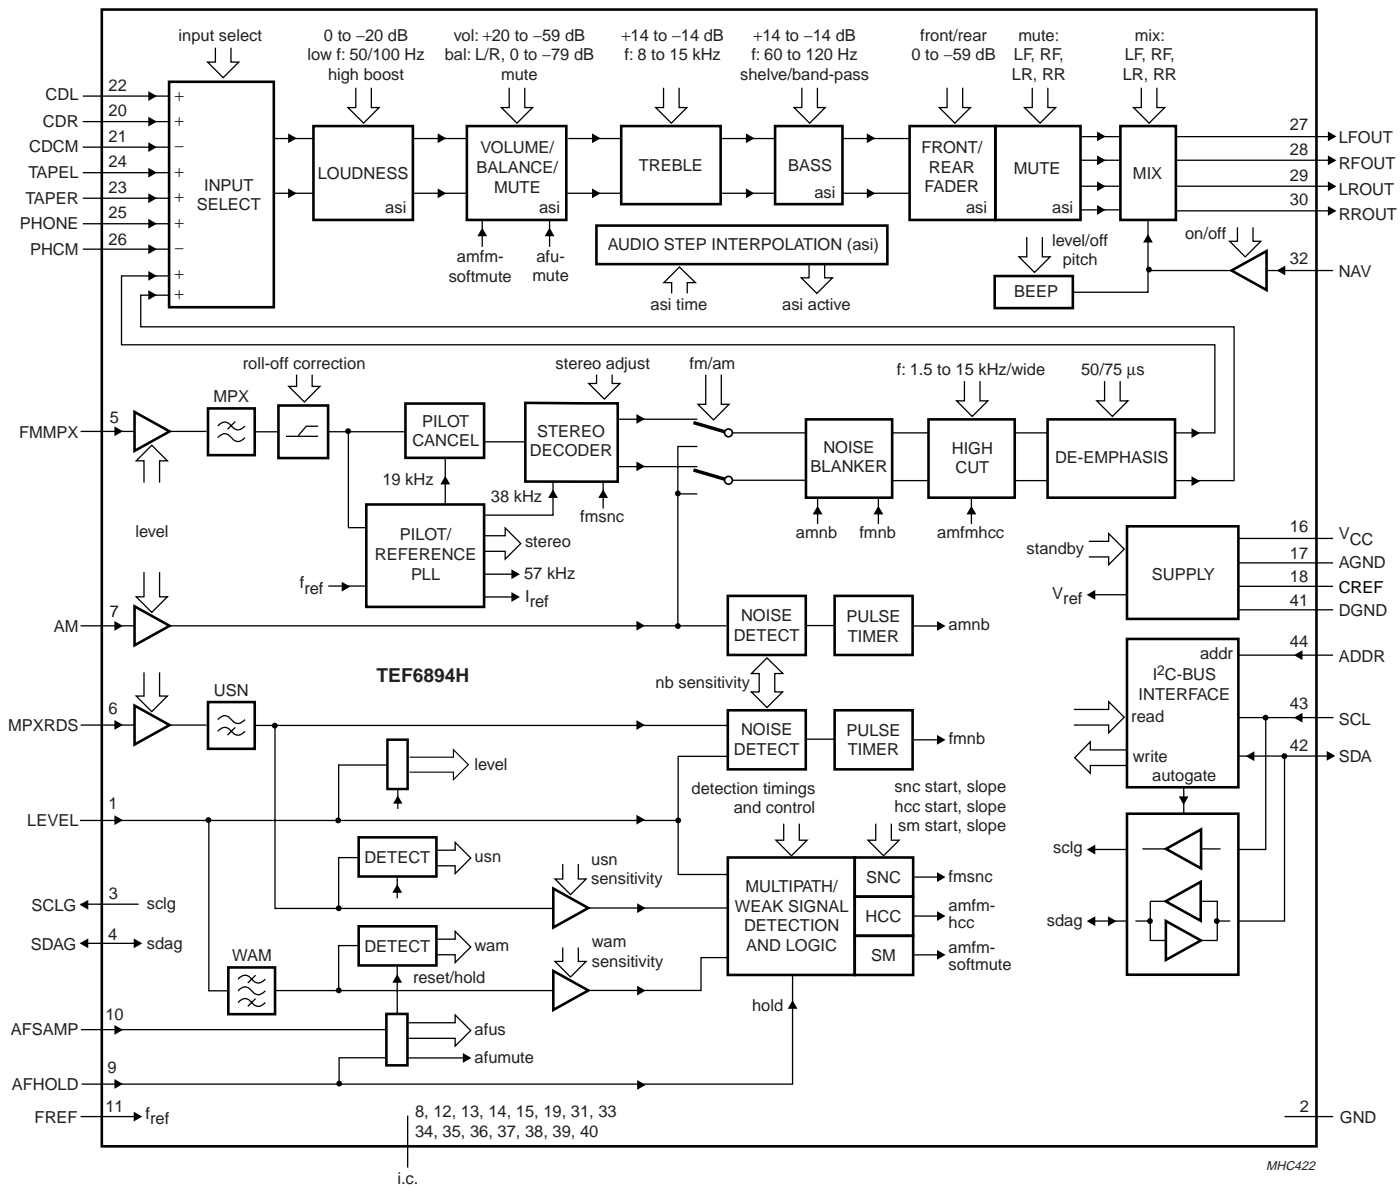 input select
0 to −20 dB
low f: 50/100 Hz
high boost
vol: +20 to −59 dB
bal: L/R, 0 to −79 dB
mute
+14 to −14 dB
f: 8 to 15 kHz
+14 to −14 dB
f: 60 to 120 Hz
shelve/band-pass
front/rear
0 to −59 dB
mute:
LF, RF,
LR, RR
mix:
LF, RF,
LR, RR
CDL
22
+
CDR
20
+
CDCM
21
−
TAPEL
24
+
TAPER
23
+
PHONE
25
+
PHCM
26
−
+
+
INPUT
SELECT
LOUDNESS
asi
VOLUME/
BALANCE/
MUTE
asi
TREBLE
BASS
asi
FRONT/
REAR
FADER
asi
MUTE
asi
MIX
27
LFOUT
28
RFOUT
29
LROUT
30
RROUT
amfm-
softmute
afu-
mute
AUDIO STEP INTERPOLATION (asi)
asi time
asi active
level/off
pitch
BEEP
on/off
32
NAV
roll-off correction
stereo adjust
fm/am
f: 1.5 to 15 kHz/wide
50/75 µs
FMMPX
5
MPX
PILOT
CANCEL
STEREO
DECODER
NOISE
BLANKER
HIGH
CUT
DE-EMPHASIS
19 kHz
38 kHz
fmsnc
amnb
fmnb
amfmhcc
level
PILOT/
REFERENCE
PLL
stereo
57 kHz
Iref
fref
standby
Vref
SUPPLY
16
VCC
17
AGND
18
CREF
41
DGND
AM
7
NOISE
DETECT
PULSE
TIMER
amnb
TEF6894H
nb sensitivity
MPXRDS
6
USN
NOISE
DETECT
PULSE
TIMER
fmnb
addr
I2C-BUS
INTERFACE
read
write
autogate
44
ADDR
43
SCL
42
SDA
level
LEVEL
1
detection timings
and control
snc start, slope
hcc start, slope
sm start, slope
DETECT
usn
usn
sensitivity
MULTIPATH/
WEAK SIGNAL
DETECTION
AND LOGIC
SNC
fmsnc
HCC
amfm-
hcc
SM
amfm-
softmute
sclg
sdag
SCLG
3
sclg
SDAG
4
sdag
WAM
DETECT
wam
reset/hold
wam
sensitivity
hold
AFSAMP
10
afus
afumute
AFHOLD
9
FREF
11
fref
8, 12, 13, 14, 15, 19, 31, 33
34, 35, 36, 37, 38, 39, 40
i.c.
2
GND
MHC422